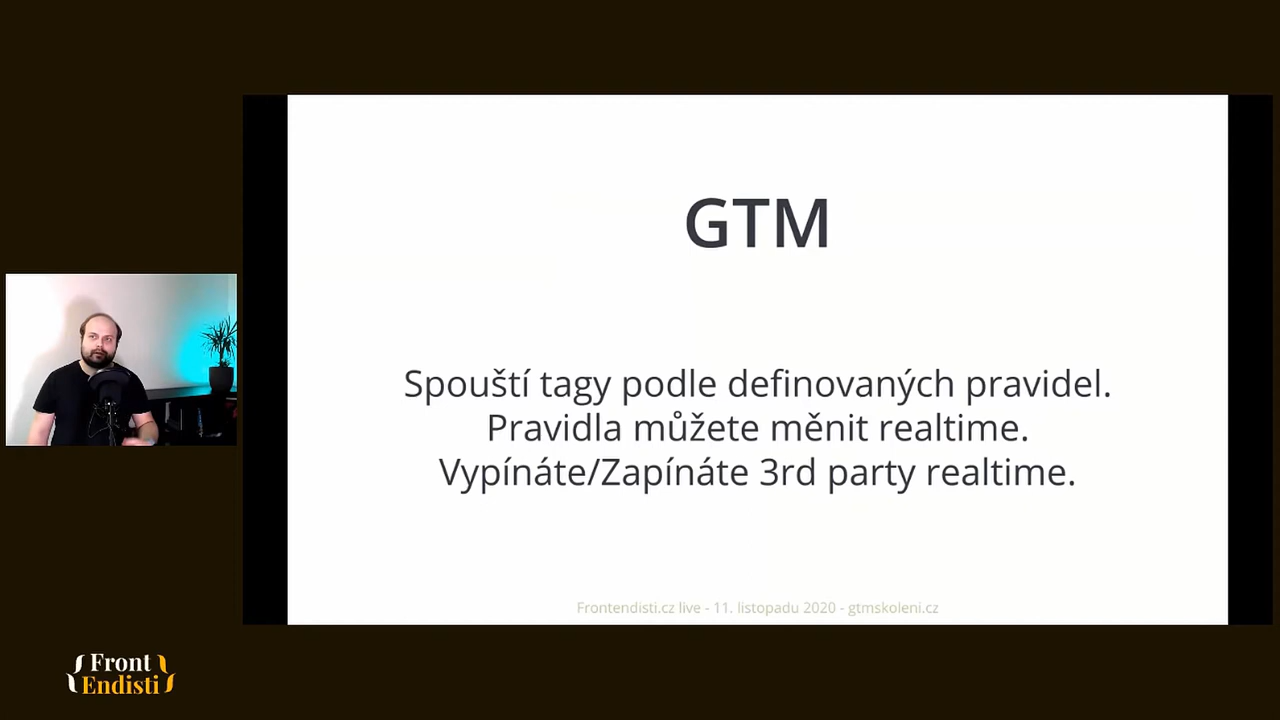 GTM
Spouští tagy podle definovaných pravidel.
Pravidla můžete měnit realtime.
Vypínáte/Zapínáte 3rd party realtime.
Frontendisti.cz live - 11. listopadu 2020 - gtmskoleni.cz
Front
Endisti